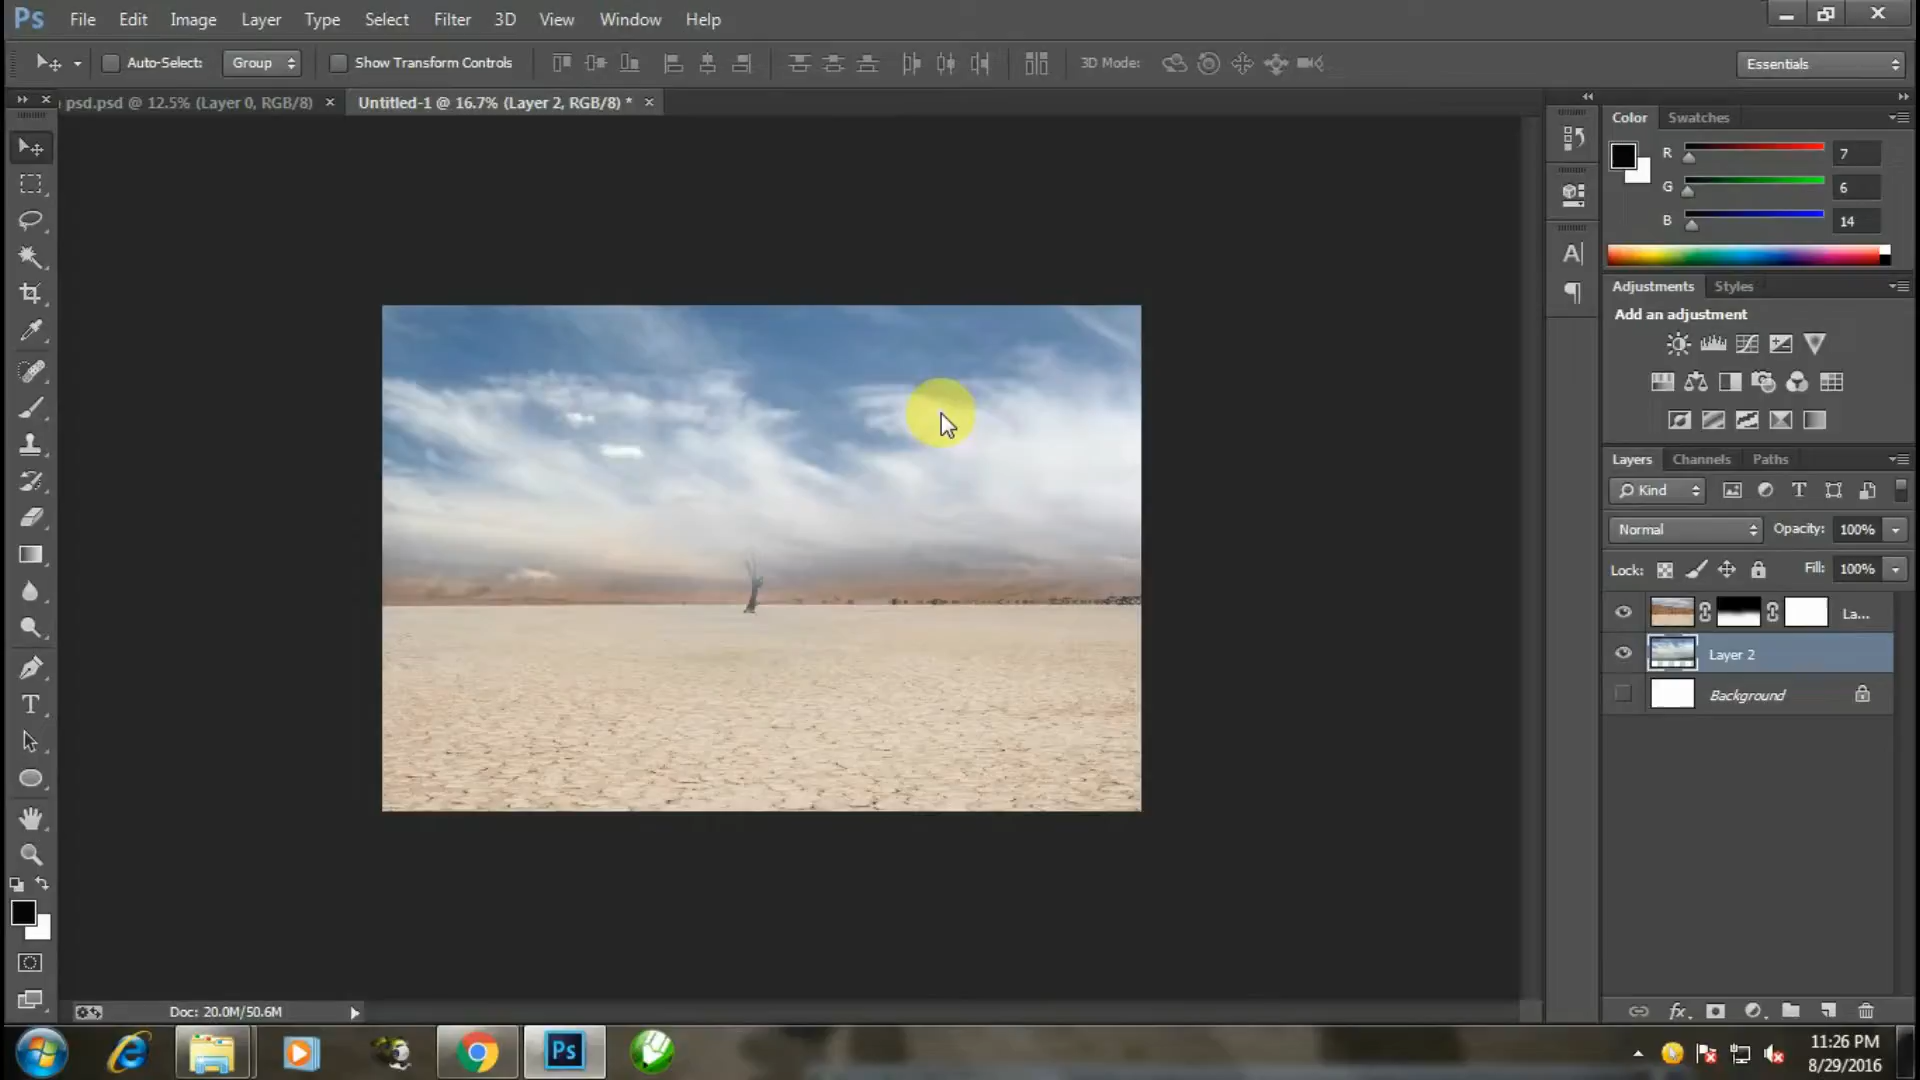 Ps File Edit Image Layer Type Select Filter 3D View Window Help
Auto-Select: Group Show Transform Controls 3D Mode: Essentials
psd.psd @ 12.5% (Layer 0, RGB/8) × Untitled-1 @ 16.7% (Layer 2, RGB/8) * ×
Color Swatches
R 7
G 6
B 14
Adjustments Styles
Add an adjustment
Layers Channels Paths
Kind
Normal Opacity: 100%
Lock: Fill: 100%
La...
Layer 2
Background
Doc: 20.0M/50.6M
Ps
11:26 PM
8/29/2016